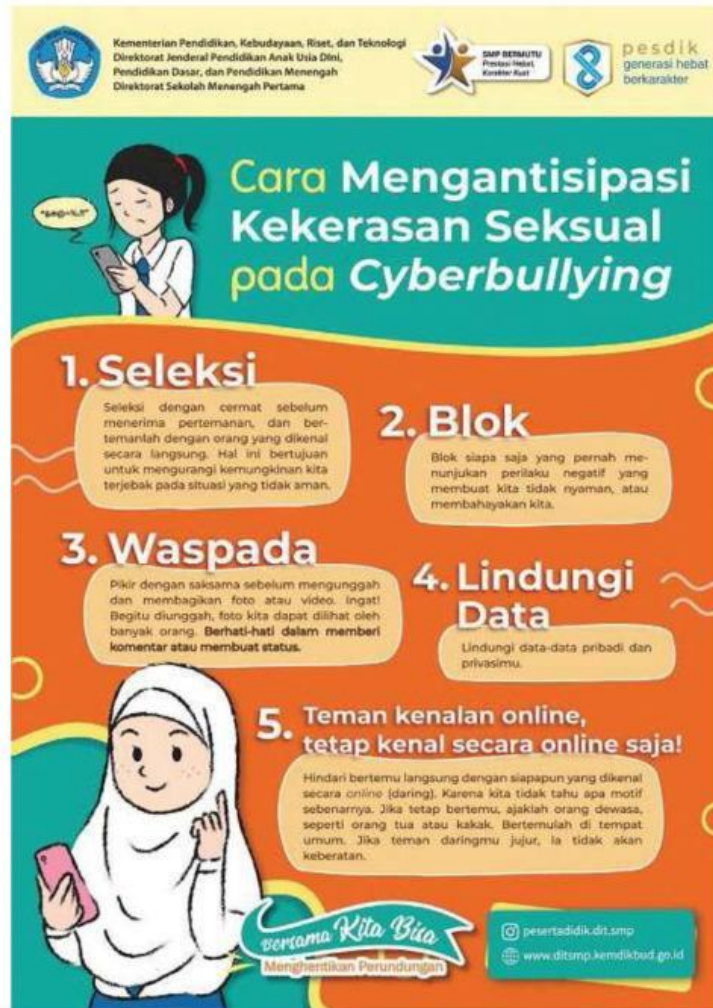 Kementerian Pendidikan, Kebudayaan, Riset, dan Teknologi
Direktorat Jenderal Pendidikan Anak Usia Dini,
Pendidikan Dasar, dan Pendidikan Menengah
Direktorat Sekolah Menengah Pertama
SMP BERMUTU
Prestasi Hebat,
Karakter Kuat
pesdik
generasi hebat
berkarakter
Cara Mengantisipasi
Kekerasan Seksual
pada Cyberbullying
1. Seleksi
Seleksi dengan cermat sebelum
menerima pertemanan, dan ber-
temanlah dengan orang yang dikenal
secara langsung. Hal ini bertujuan
untuk mengurangi kemungkinan kita
terjebak pada situasi yang tidak aman.
2. Blok
Blok siapa saja yang pernah me-
nunjukan perilaku negatif yang
membuat kita tidak nyaman, atau
membahayakan kita.
3. Waspada
Pikir dengan saksama sebelum mengunggah
dan membagikan foto atau video. Ingat!
Begitu diunggah, foto kita dapat dilihat oleh
banyak orang. Berhati-hati dalam memberi
komentar atau membuat status.
4. Lindungi
Data
Lindungi data-data pribadi dan
privasimu.
5. Teman kenalan online,
tetap kenal secara online saja!
Hindari bertemu langsung dengan siapapun yang dikenal
secara online (daring). Karena kita tidak tahu apa motif
sebenarnya. Jika tetap bertemu, ajaklah orang dewasa,
seperti orang tua atau kakak. Bertemulah di tempat
umum. Jika teman daringmu jujur, ia tidak akan
keberatan.
Bersama Kita Bisa
Menghentikan Perundungan
pesertadidik.dit.smp
www.ditsmp.kemdikbud.go.id